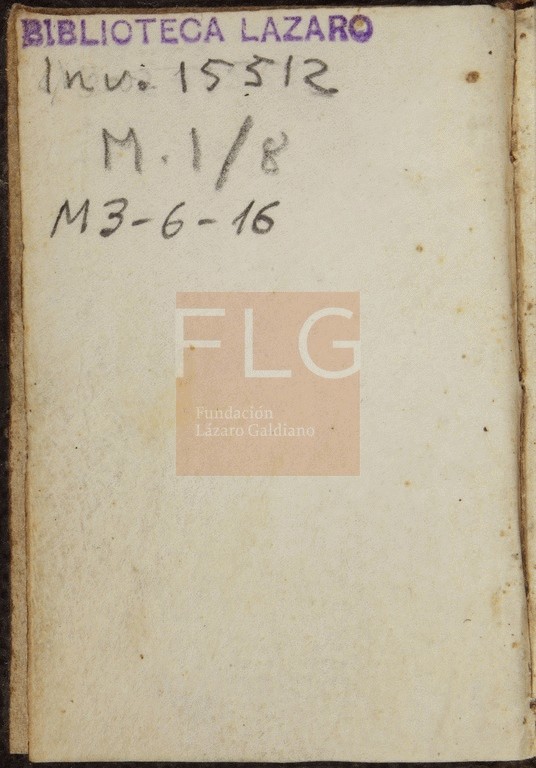 BIBLIOTECA LAZARO
Inv. 15512
M. 1/8
M3-6-16
FLG
Fundación
Lázaro Galdiano